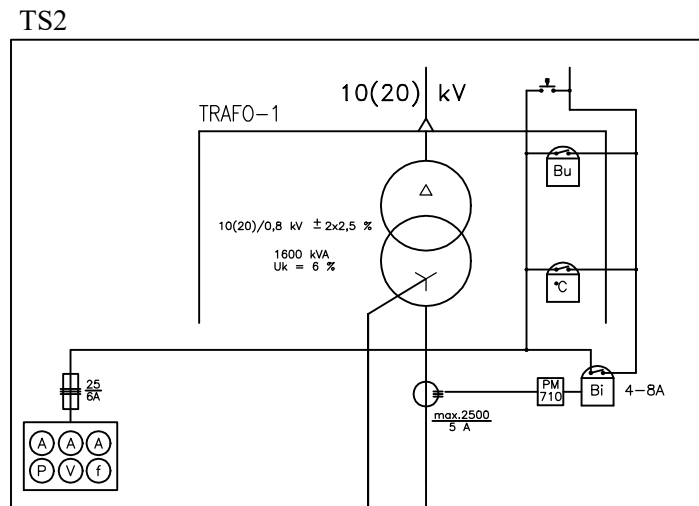 TS2
10(20) kV
TRAFO-1
Bu
10(20)/0,8 kV ± 2x2,5 %
1600 kVA
Uk = 6 %
°C
25
6A
PM
710
Bi
4-8A
max.2500
5 A
A A A
P V f